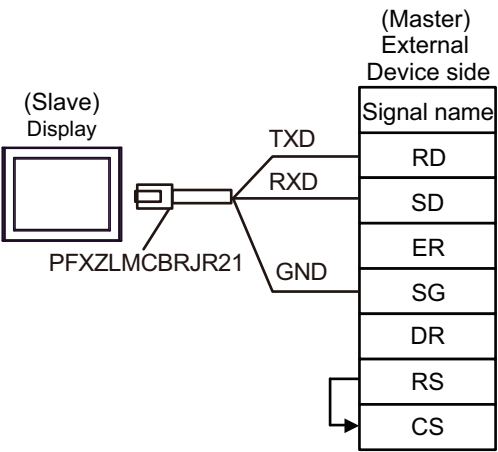 (Master)
External
Device side
(Slave)
Display
Signal name
TXD
RD
RXD
SD
ER
PFXZLMCBRJR21
GND
SG
DR
RS
CS